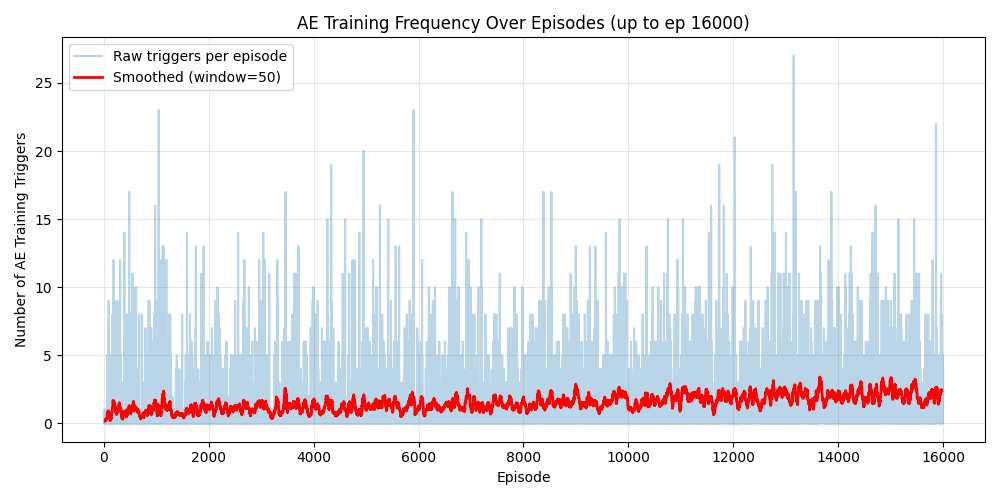 AE Training Frequency Over Episodes (up to ep 16000)
Raw triggers per episode
Smoothed (window=50)
Number of AE Training Triggers
25
20
15
10
5
0
0 2000 4000 6000 8000 10000 12000 14000 16000
Episode